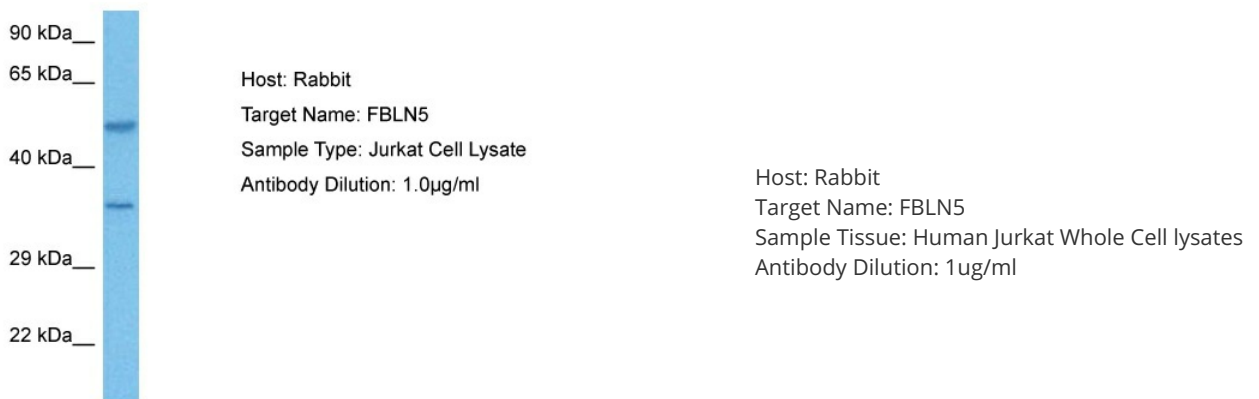 90 kDa__
65 kDa__
40 kDa__
29 kDa__
22 kDa__
Host: Rabbit
Target Name: FBLN5
Sample Type: Jurkat Cell Lysate
Antibody Dilution: 1.0µg/ml
Host: Rabbit
Target Name: FBLN5
Sample Tissue: Human Jurkat Whole Cell lysates
Antibody Dilution: 1ug/ml